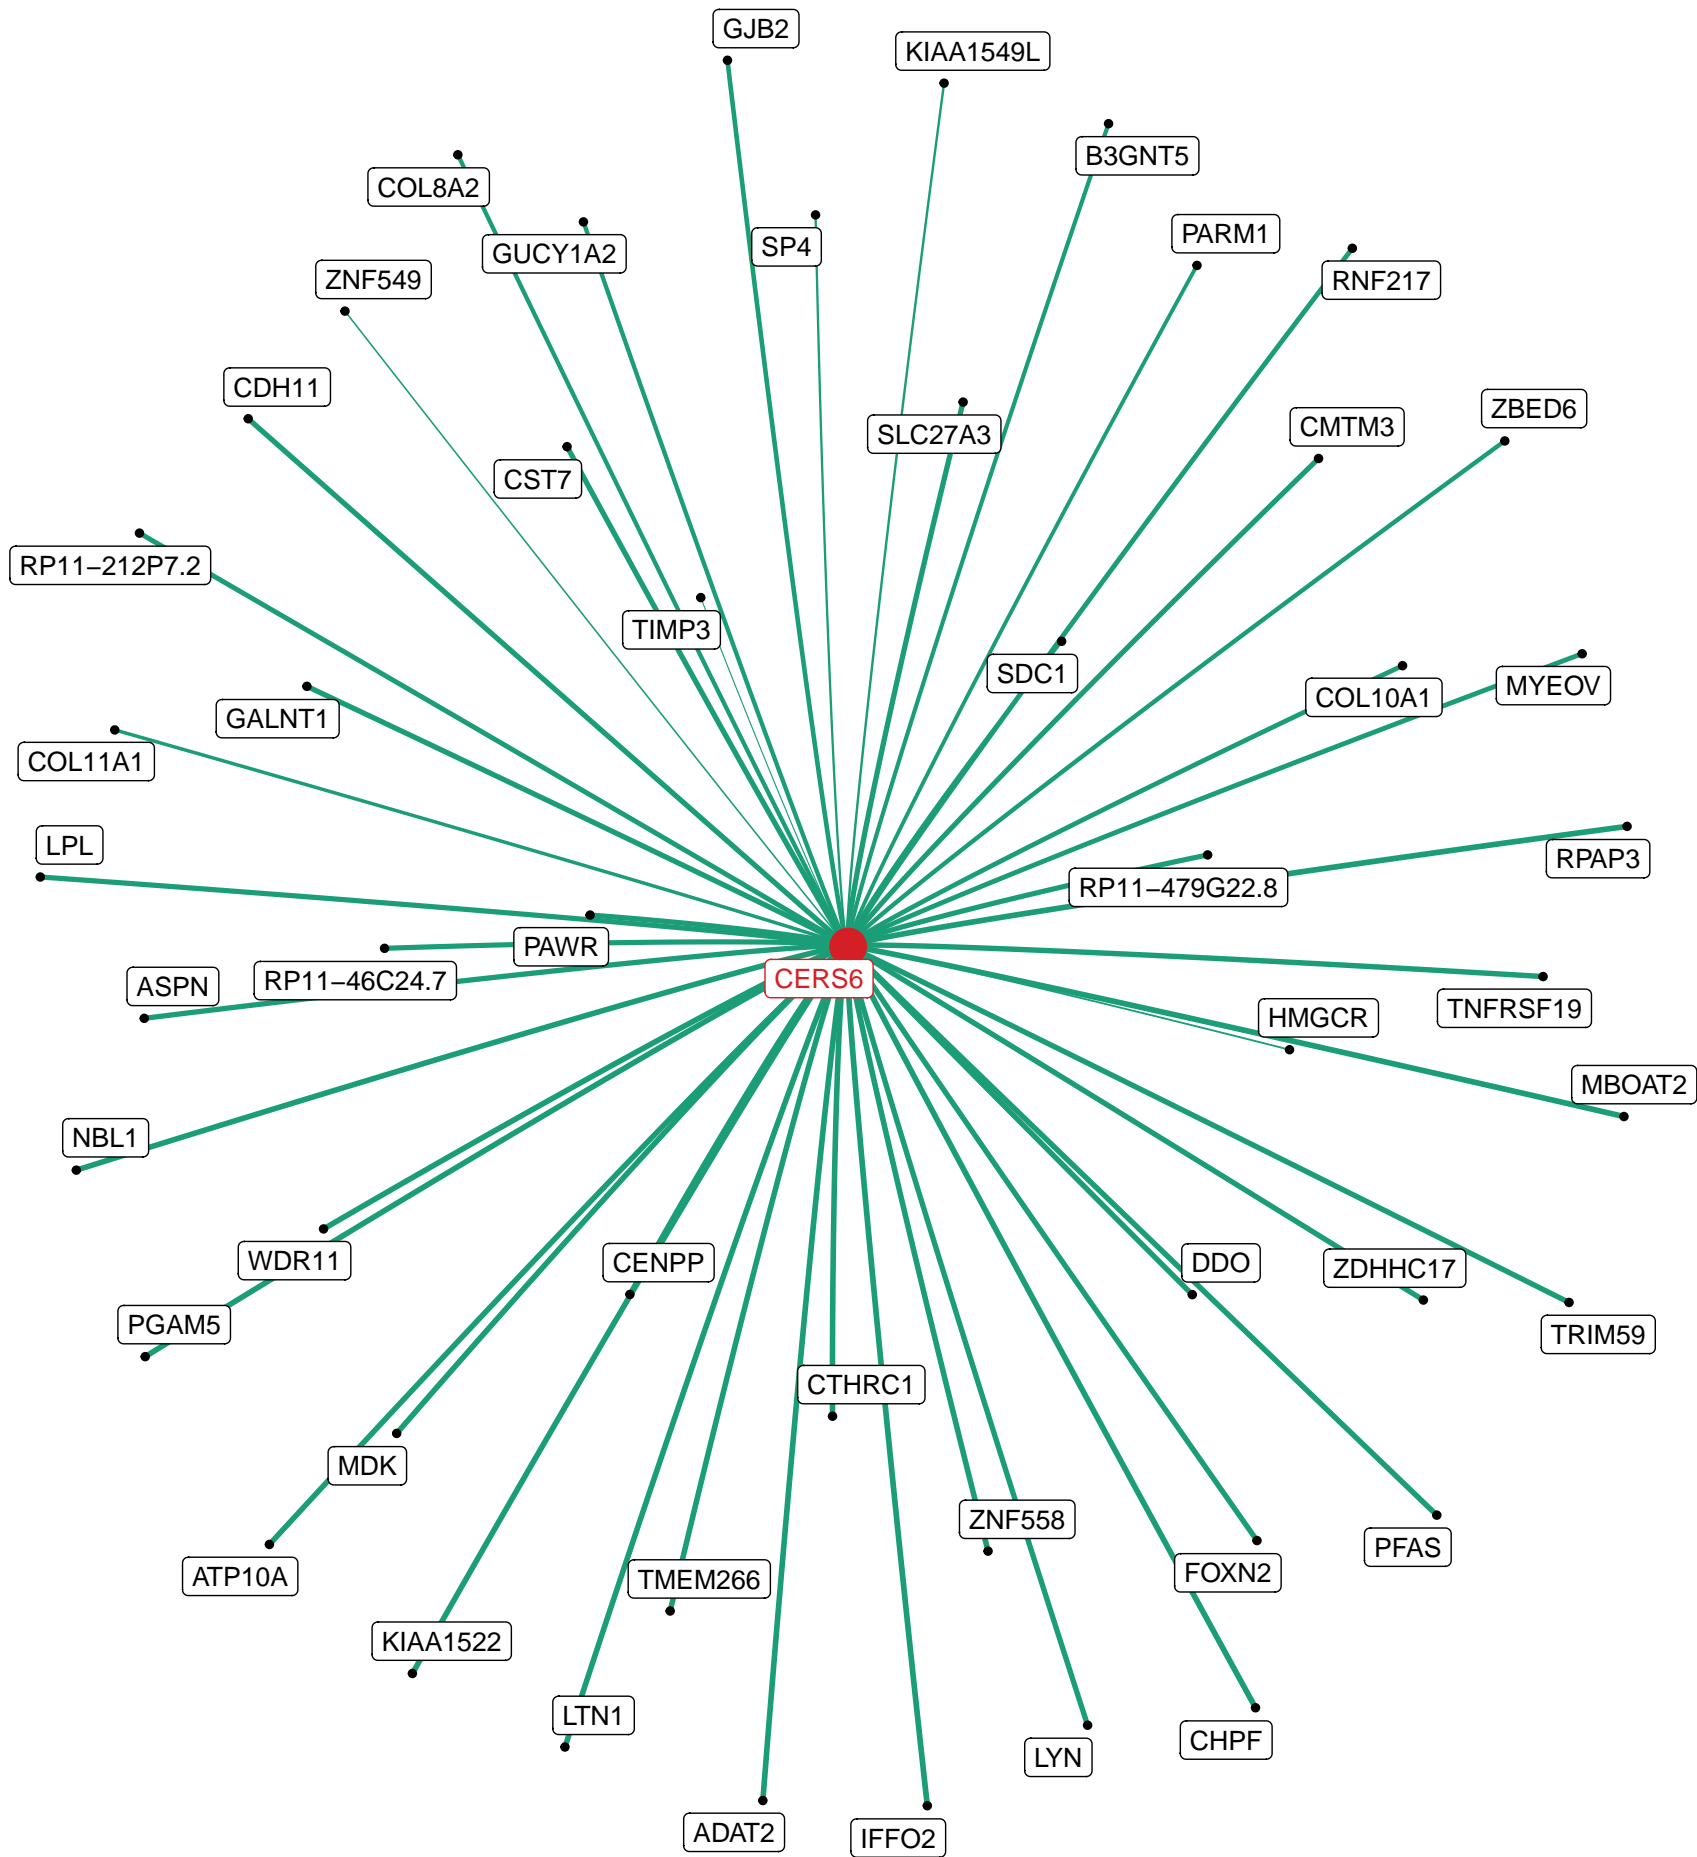 GJB2
KIAA1549L
B3GNT5
COL8A2
PARM1
SP4
GUCY1A2
ZNF549
RNF217
CDH11
ZBED6
CMTM3
SLC27A3
CST7
RP11−212P7.2
TIMP3
SDC1
MYEOV
COL10A1
GALNT1
COL11A1
LPL
RPAP3
RP11−479G22.8
PAWR
CERS6
RP11−46C24.7
ASPN
TNFRSF19
HMGCR
MBOAT2
NBL1
WDR11
CENPP
DDO
ZDHHC17
PGAM5
TRIM59
CTHRC1
MDK
ZNF558
PFAS
FOXN2
ATP10A
TMEM266
KIAA1522
LTN1
CHPF
LYN
ADAT2
IFFO2